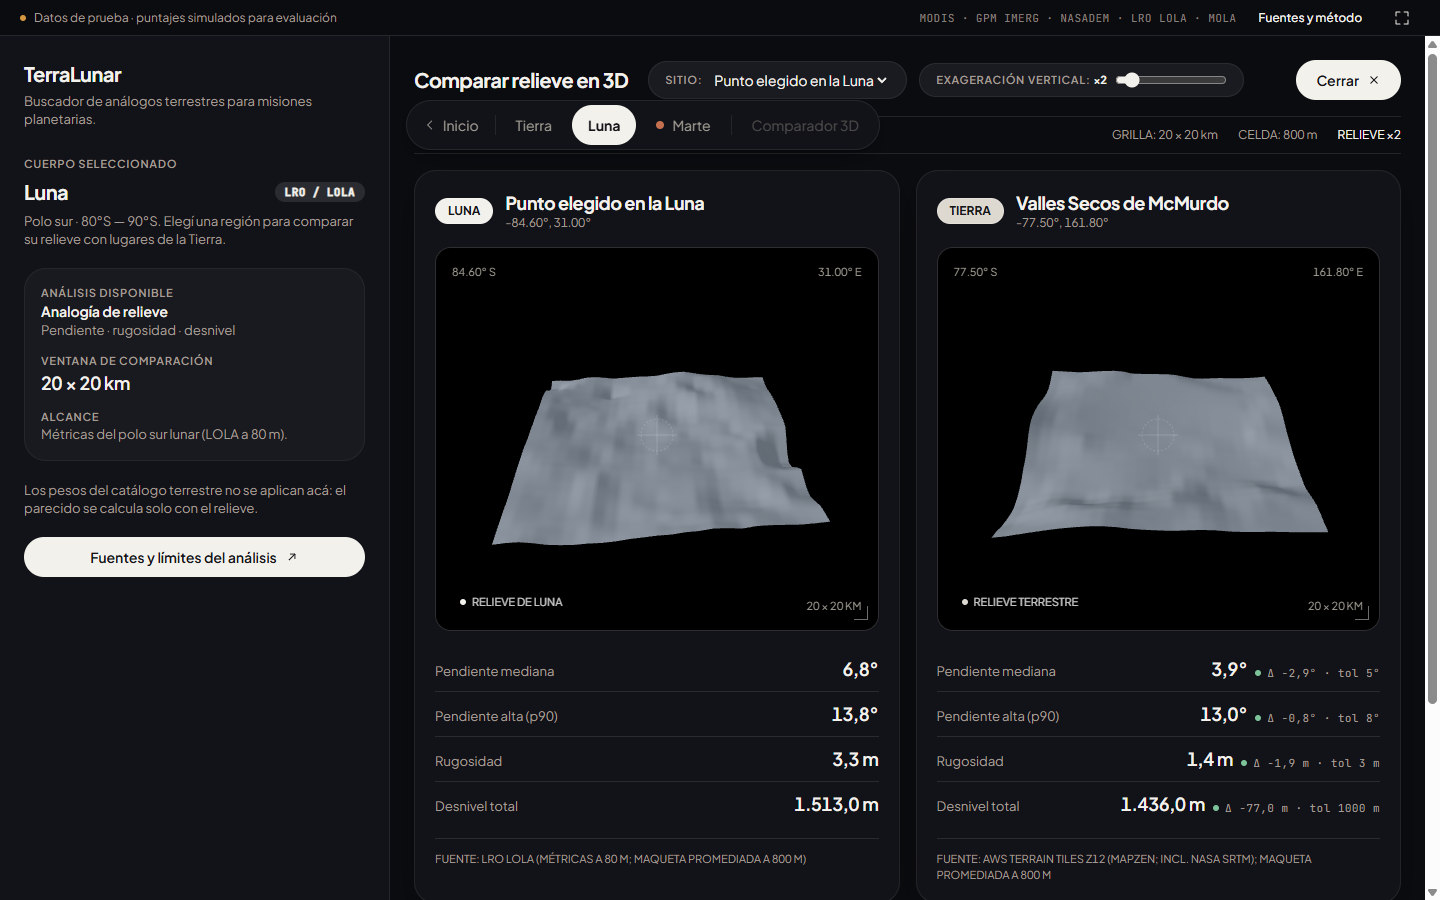 Datos de prueba · puntajes simulados para evaluación
MODIS · GPM IMERG · NASADEM · LRO LOLA · MOLA
Fuentes y método
TerraLunar
Buscador de análogos terrestres para misiones
planetarias.
CUERPO SELECCIONADO
Luna
LRO / LOLA
Polo sur · 80°S — 90°S. Elegí una región para comparar
su relieve con lugares de la Tierra.
ANÁLISIS DISPONIBLE
Analogía de relieve
Pendiente · rugosidad · desnivel
VENTANA DE COMPARACIÓN
20 × 20 km
ALCANCE
Métricas del polo sur lunar (LOLA a 80 m).
Los pesos del catálogo terrestre no se aplican acá: el
parecido se calcula solo con el relieve.
Fuentes y límites del análisis ↗
Comparar relieve en 3D
SITIO: Punto elegido en la Luna
EXAGERACIÓN VERTICAL: ×2
Cerrar ×
Inicio
Tierra
Luna
Marte
Comparador 3D
GRILLA: 20 × 20 km
CELDA: 800 m
RELIEVE ×2
LUNA
Punto elegido en la Luna
-84.60°, 31.00°
84.60° S
31.00° E
RELIEVE DE LUNA
20 × 20 KM
Pendiente mediana 6,8°
Pendiente alta (p90) 13,8°
Rugosidad 3,3 m
Desnivel total 1.513,0 m
FUENTE: LRO LOLA (MÉTRICAS A 80 M; MAQUETA PROMEDIADA A 800 M)
TIERRA
Valles Secos de McMurdo
-77.50°, 161.80°
77.50° S
161.80° E
RELIEVE TERRESTRE
20 × 20 KM
Pendiente mediana 3,9° Δ -2,9° · tol 5°
Pendiente alta (p90) 13,0° Δ -0,8° · tol 8°
Rugosidad 1,4 m Δ -1,9 m · tol 3 m
Desnivel total 1.436,0 m Δ -77,0 m · tol 1000 m
FUENTE: AWS TERRAIN TILES Z12 (MAPZEN; INCL. NASA SRTM); MAQUETA
PROMEDIADA A 800 M